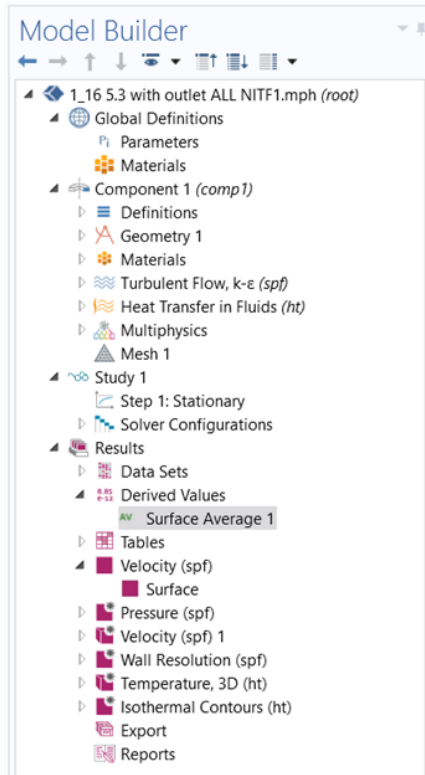 Model Builder
1_16 5.3 with outlet ALL NITF1.mph (root)
Global Definitions
Pi Parameters
Materials
Component 1 (comp1)
Definitions
Geometry 1
Materials
Turbulent Flow, k-ε (spf)
Heat Transfer in Fluids (ht)
Multiphysics
Mesh 1
Study 1
Step 1: Stationary
Solver Configurations
Results
Data Sets
8.85 e-12 Derived Values
AV Surface Average 1
Tables
Velocity (spf)
Surface
Pressure (spf)
Velocity (spf) 1
Wall Resolution (spf)
Temperature, 3D (ht)
Isothermal Contours (ht)
Export
Reports